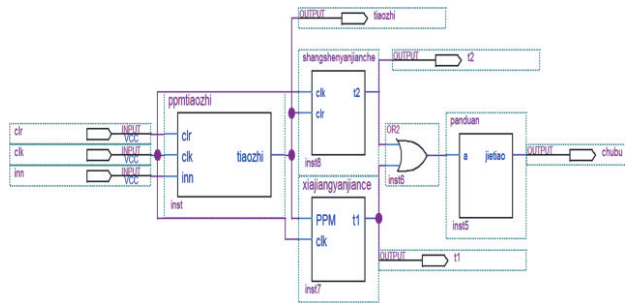 OUTPUT tiaozhi
shangshenyanjianche
OUTPUT t2
clk t2
clr
inst8
ppmtiaozhi
clr INPUT VCC
clk INPUT VCC
inn INPUT VCC
clr
clk tiaozhi
inn
inst
OR2
inst6
panduan
a jietiao
inst5
OUTPUT chubu
xiajiangyanjiance
PPM t1
clk
inst7
OUTPUT t1